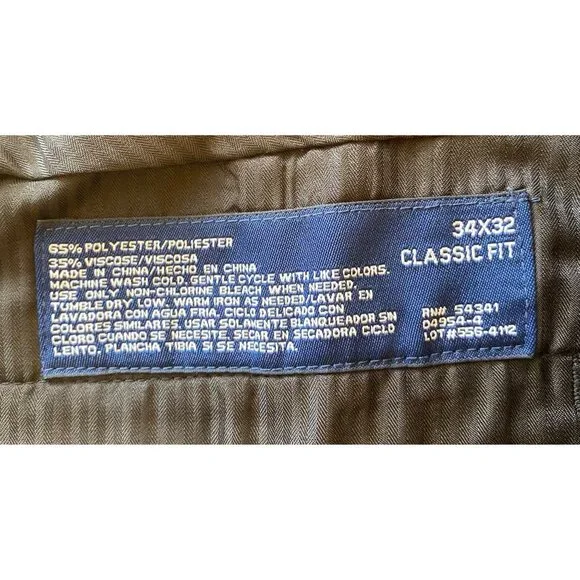 34X32
CLASSIC FIT
65% POLYESTER/POLIESTER
35% VISCOSE/VISCOSA
MADE IN CHINA/HECHO EN CHINA
MACHINE WASH COLD. GENTLE CYCLE WITH LIKE COLORS.
USE ONLY NON-CHLORINE BLEACH WHEN NEEDED.
TUMBLE DRY LOW. WARM IRON AS NEEDED/LAVAR EN
LAVADORA CON AGUA FRIA. CICLO DELICADO CON
COLORES SIMILARES. USAR SOLAMENTE BLANQUEADOR SIN
CLORO CUANDO SE NECESITE. SECAR EN SECADORA CICLO
LENTO. PLANCHA TIBIA SI SE NECESITA.
RN# 54341
0495A-4
LOT#556-4112